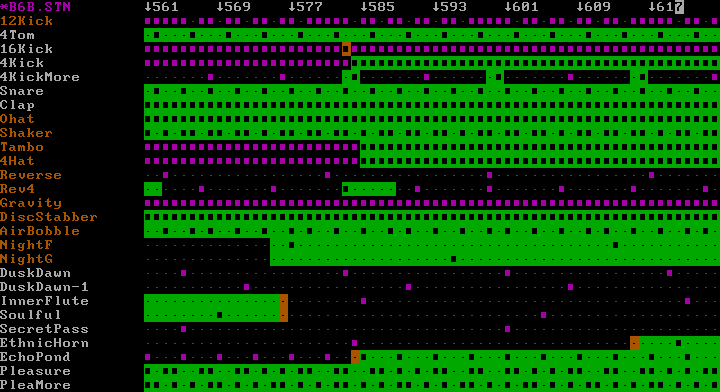 *B6B.STN ↓561 ↓569 ↓577 ↓585 ↓593 ↓601 ↓609 ↓617
12Kick
4Tom
16Kick
4Kick
4KickMore
Snare
Clap
Ohat
Shaker
Tambo
4Hat
Reverse
Rev4
Gravity
DiscStabber
AirBobble
NightF
NightG
DuskDawn
DuskDawn-1
InnerFlute
Soulful
SecretPass
EthnicHorn
EchoPond
Pleasure
PleaMore